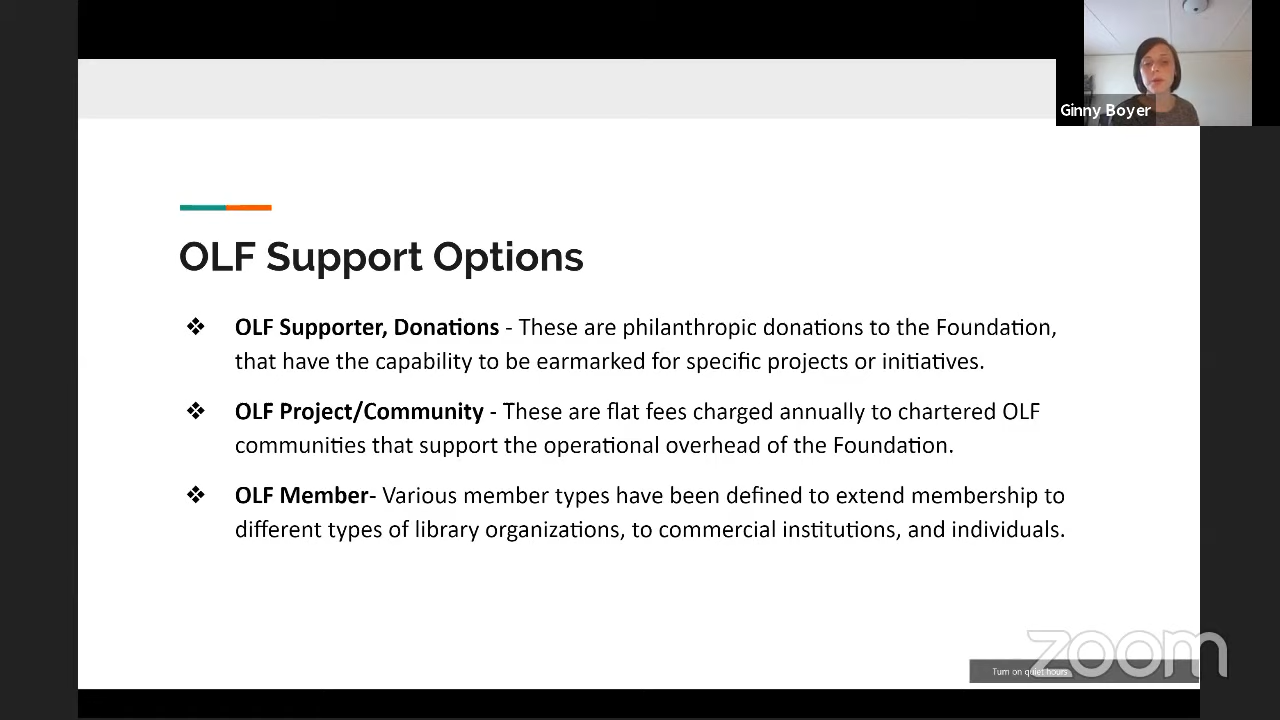 Ginny Boyer
OLF Support Options
❖ OLF Supporter, Donations - These are philanthropic donations to the Foundation,
that have the capability to be earmarked for specific projects or initiatives.
❖ OLF Project/Community - These are flat fees charged annually to chartered OLF
communities that support the operational overhead of the Foundation.
❖ OLF Member- Various member types have been defined to extend membership to
different types of library organizations, to commercial institutions, and individuals.
zoom
Turn on quiet hours